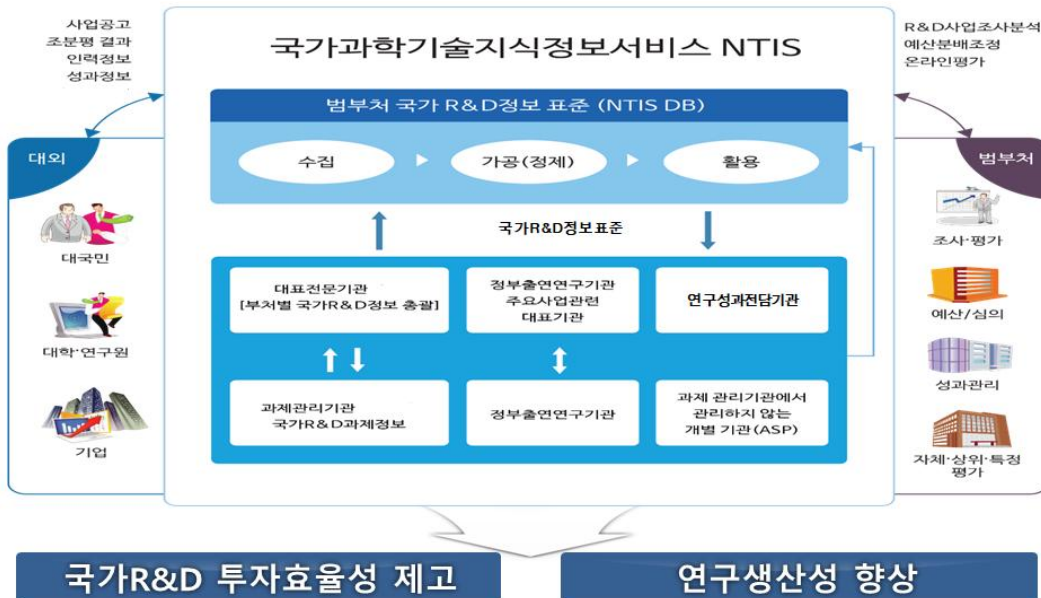 사업공고
조분평 결과
인력정보
성과정보
국가과학기술지식정보서비스 NTIS
R&D사업조사분석
예산분배조정
온라인평가
범부처 국가 R&D정보 표준 (NTIS DB)
수집
가공(정제)
활용
대외
범부처
대국민
대학·연구원
기업
국가R&D정보표준
대표전문기관
[부처별 국가R&D정보 총괄]
정부출연연구기관
주요사업관련
대표기관
연구성과전담기관
과제관리기관
국가R&D과제정보
정부출연연구기관
과제 관리기관에서
관리하지 않는
개별 기관(ASP)
조사·평가
예산/심의
성과관리
자체·상위·특정
평가
국가R&D 투자효율성 제고
연구생산성 향상